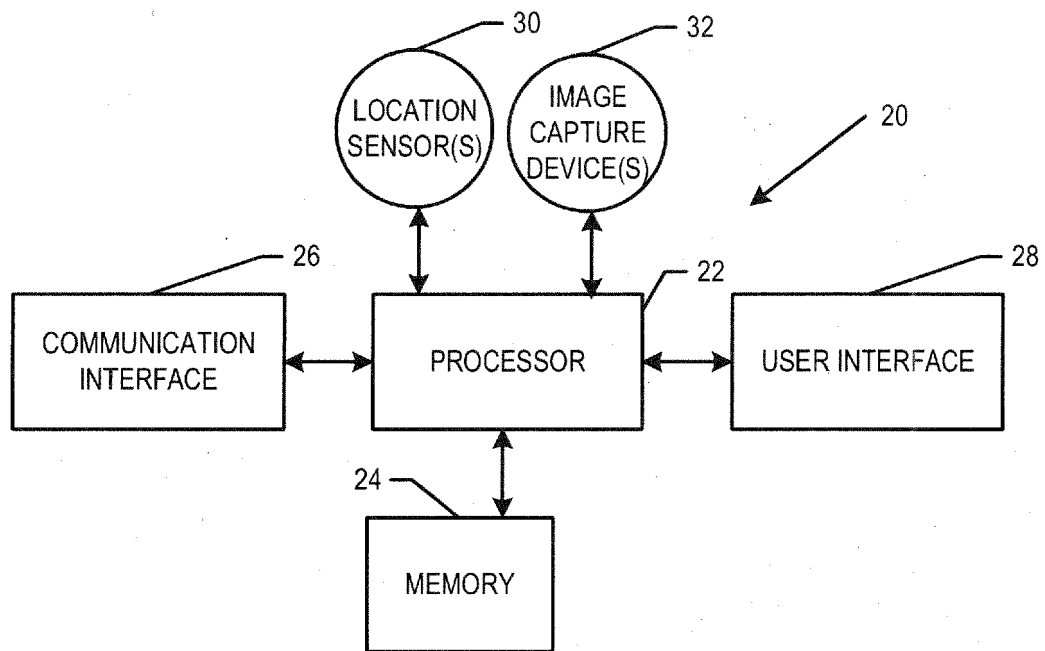 30
32
LOCATION
SENSOR(S)
IMAGE
CAPTURE
DEVICE(S)
20
26
22
28
COMMUNICATION
INTERFACE
PROCESSOR
USER INTERFACE
24
MEMORY